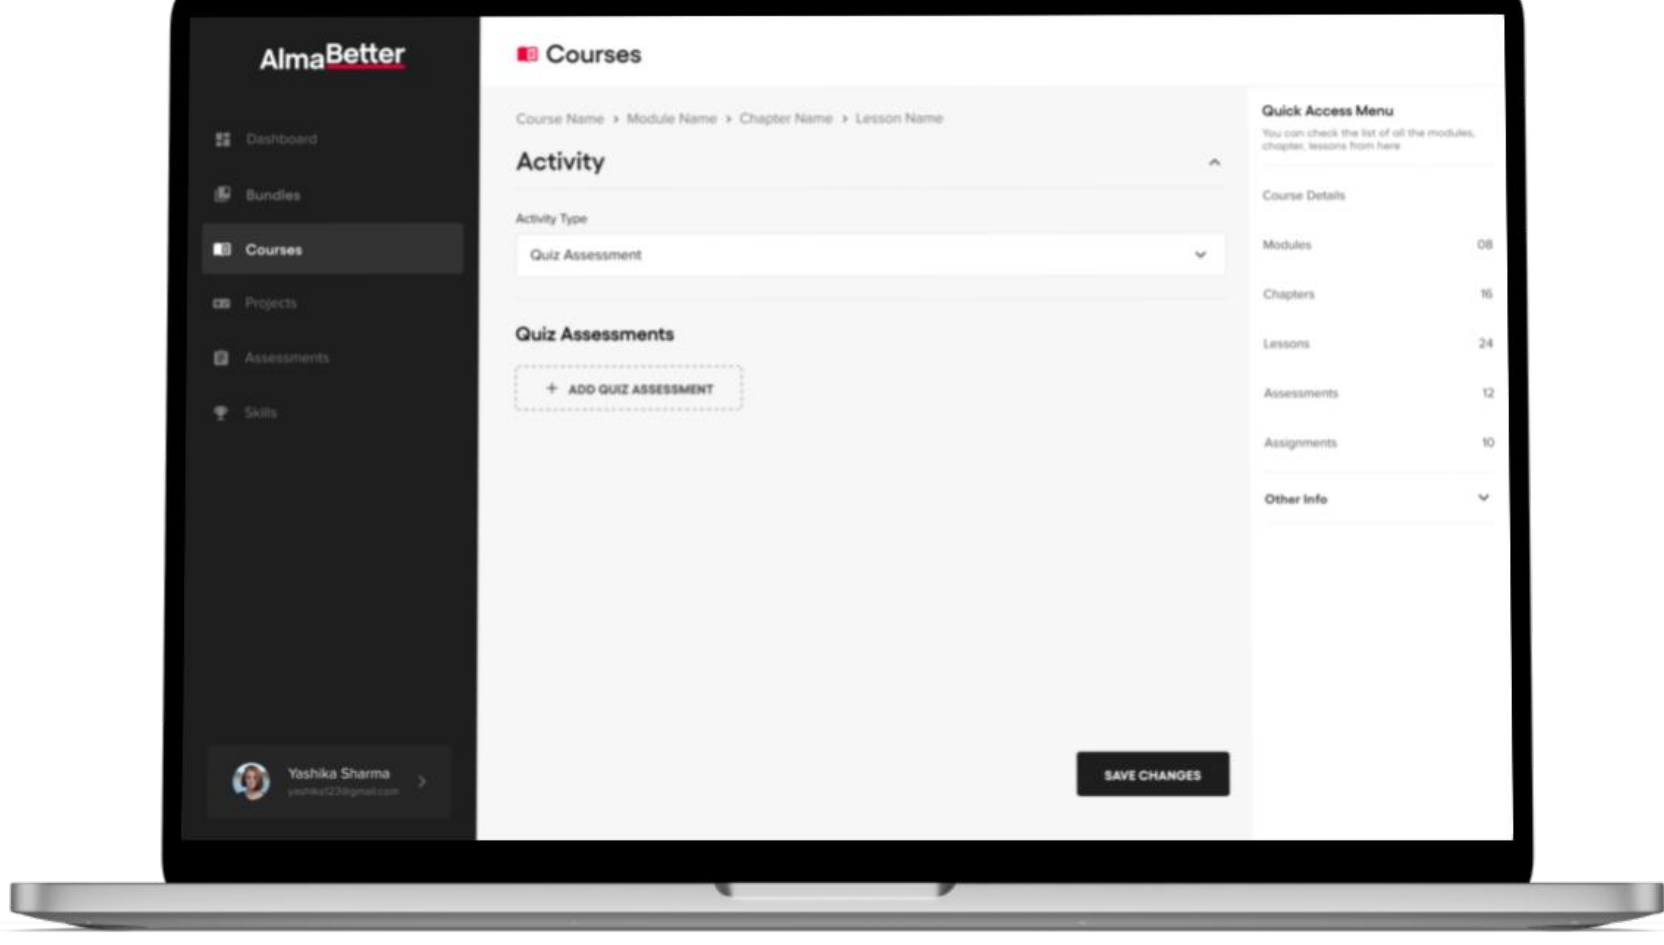 AlmaBetter
Dashboard
Bundles
Courses
Projects
Assessments
Skills
Yashika Sharma
Courses
Course Name > Module Name > Chapter Name > Lesson Name
Activity
Activity Type
Quiz Assessment
Quiz Assessments
+ ADD QUIZ ASSESSMENT
SAVE CHANGES
Quick Access Menu
You can check the list of all the modules,
chapter, lessons from here
Course Details
Modules 08
Chapters 16
Lessons 24
Assessments 12
Assignments 10
Other Info